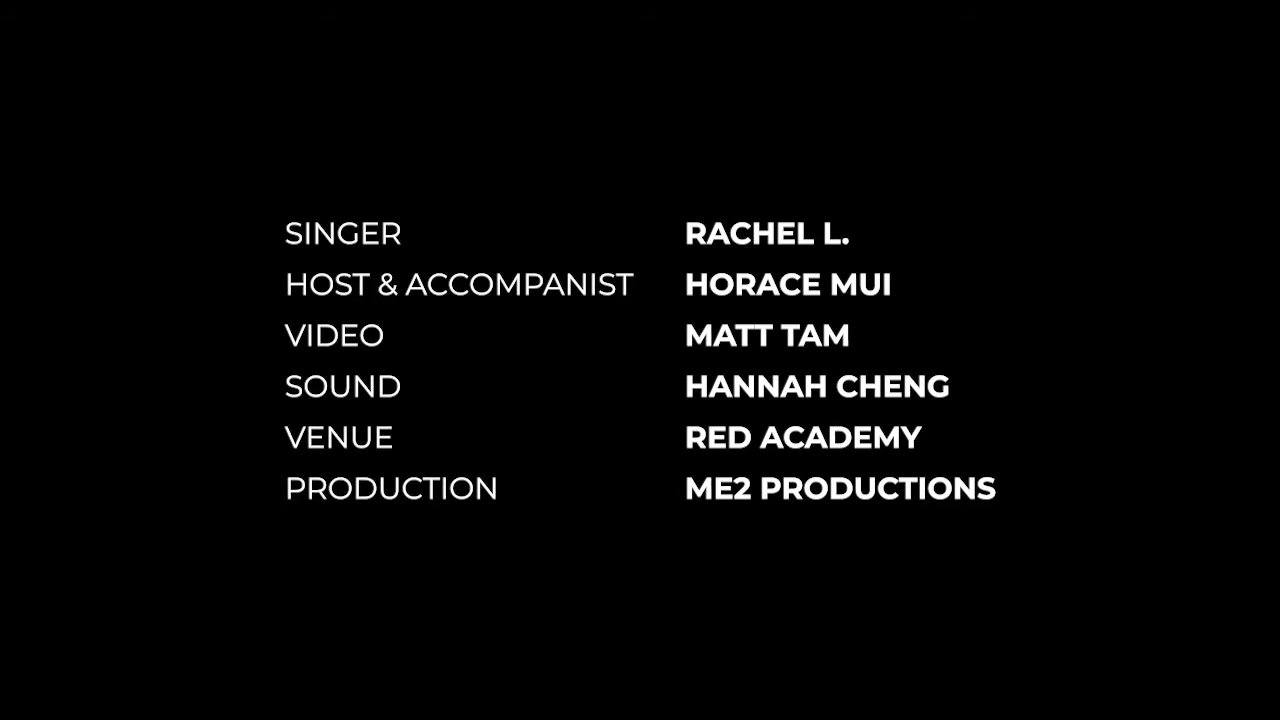 SINGER RACHEL L.
HOST & ACCOMPANIST HORACE MUI
VIDEO MATT TAM
SOUND HANNAH CHENG
VENUE RED ACADEMY
PRODUCTION ME2 PRODUCTIONS